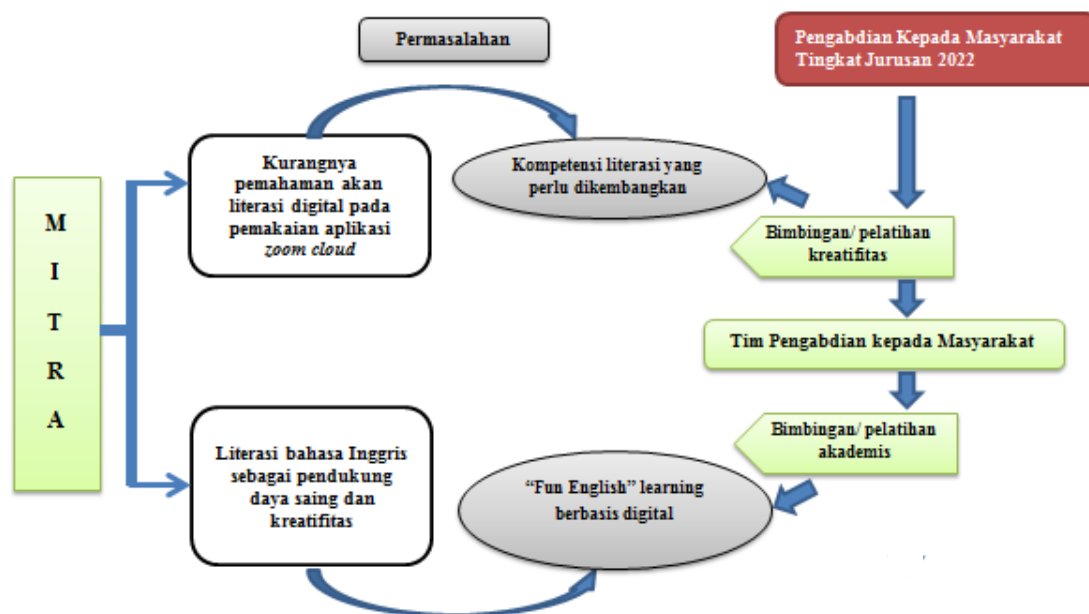 Permasalahan
Pengabdian Kepada Masyarakat
Tingkat Jurusan 2022
M
I
T
R
A
Kurangnya
pemahaman akan
literasi digital pada
pemakaian aplikasi
zoom cloud
Kompetensi literasi yang
perlu dikembangkan
Bimbingan/ pelatihan
kreatifitas
Tim Pengabdian kepada Masyarakat
Bimbingan/ pelatihan
akademis
Literasi bahasa Inggris
sebagai pendukung
daya saing dan
kreatifitas
“Fun English” learning
berbasis digital